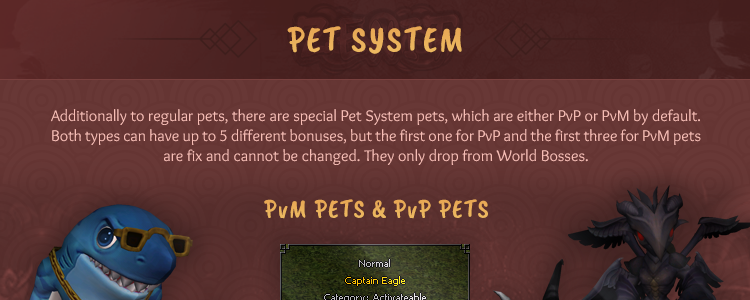 PET SYSTEM
Additionally to regular pets, there are special Pet System pets, which are either PvP or PvM by default.
Both types can have up to 5 different bonuses, but the first one for PvP and the first three for PvM pets
are fix and cannot be changed. They only drop from World Bosses.
PvM PETS & PvP PETS
Normal
Captain Eagle
Category: Activateable